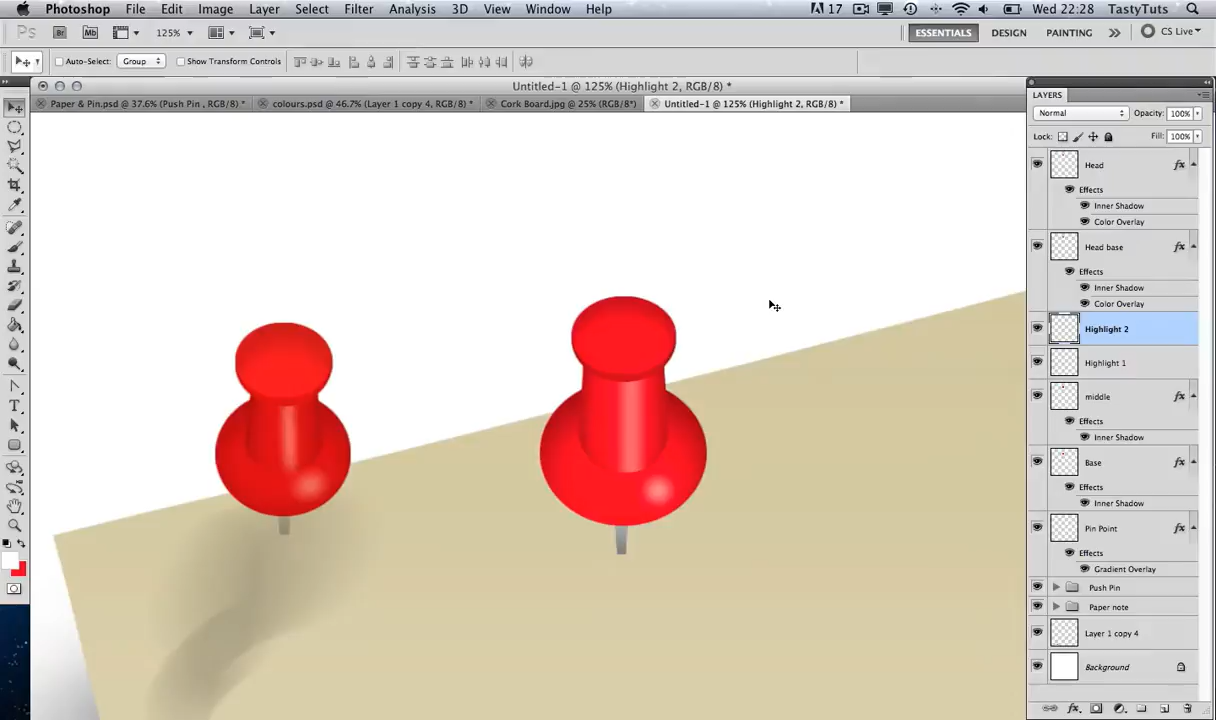 Photoshop File Edit Image Layer Select Filter Analysis 3D View Window Help 17 Wed 22:28 TastyTuts
Ps Br Mb 125% ESSENTIALS DESIGN PAINTING >> CS Live
Auto-Select: Group Show Transform Controls
Untitled-1 @ 125% (Highlight 2, RGB/8) *
Paper & Pin.psd @ 37.6% (Push Pin , RGB/8) * colours.psd @ 46.7% (Layer 1 copy 4, RGB/8) * Cork Board.jpg @ 25% (RGB/8*) Untitled-1 @ 125% (Highlight 2, RGB/8) *
LAYERS
Normal Opacity: 100%
Lock: Fill: 100%
Head fx
Effects
Inner Shadow
Color Overlay
Head base fx
Effects
Inner Shadow
Color Overlay
Highlight 2
Highlight 1
middle fx
Effects
Inner Shadow
Base fx
Effects
Inner Shadow
Pin Point fx
Effects
Gradient Overlay
Push Pin
Paper note
Layer 1 copy 4
Background
fx